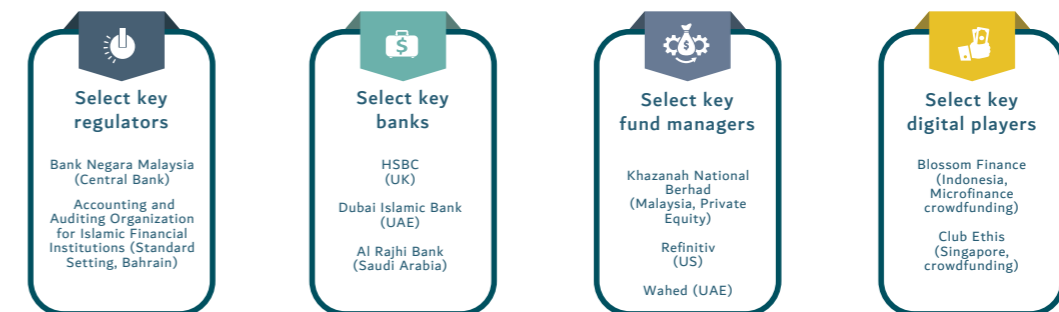 Select key
regulators
Bank Negara Malaysia
(Central Bank)
Accounting and
Auditing Organization
for Islamic Financial
Institutions (Standard
Setting, Bahrain)
Select key
banks
HSBC
(UK)
Dubai Islamic Bank
(UAE)
Al Rajhi Bank
(Saudi Arabia)
Select key
fund managers
Khazanah National
Berhad
(Malaysia, Private
Equity)
Refinitiv
(US)
Wahed (UAE)
Select key
digital players
Blossom Finance
(Indonesia,
Microfinance
crowdfunding)
Club Ethis
(Singapore,
crowdfunding)